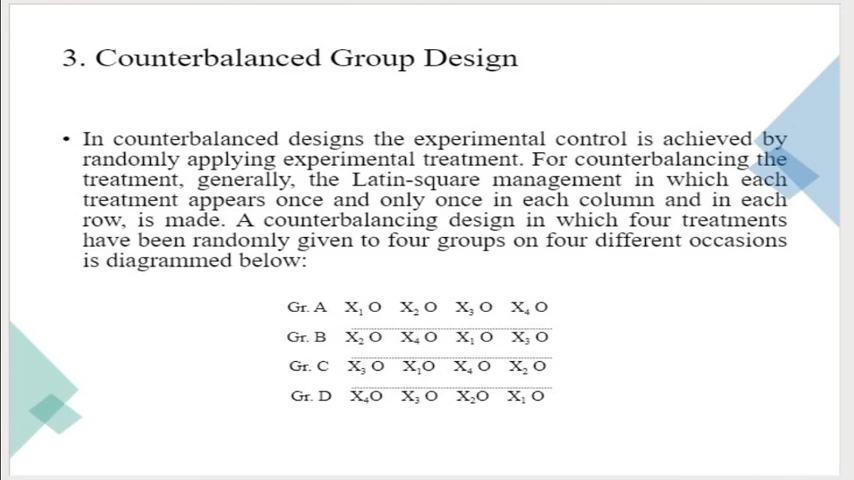 3. Counterbalanced Group Design
• In counterbalanced designs the experimental control is achieved by
randomly applying experimental treatment. For counterbalancing the
treatment, generally, the Latin-square management in which each
treatment appears once and only once in each column and in each
row, is made. A counterbalancing design in which four treatments
have been randomly given to four groups on four different occasions
is diagrammed below:
Gr. A X₁ O X₂ O X₃ O X₄ O
Gr. B X₂ O X₄ O X₁ O X₃ O
Gr. C X₃ O X₁O X₄ O X₂ O
Gr. D X₄O X₃ O X₂O X₁ O